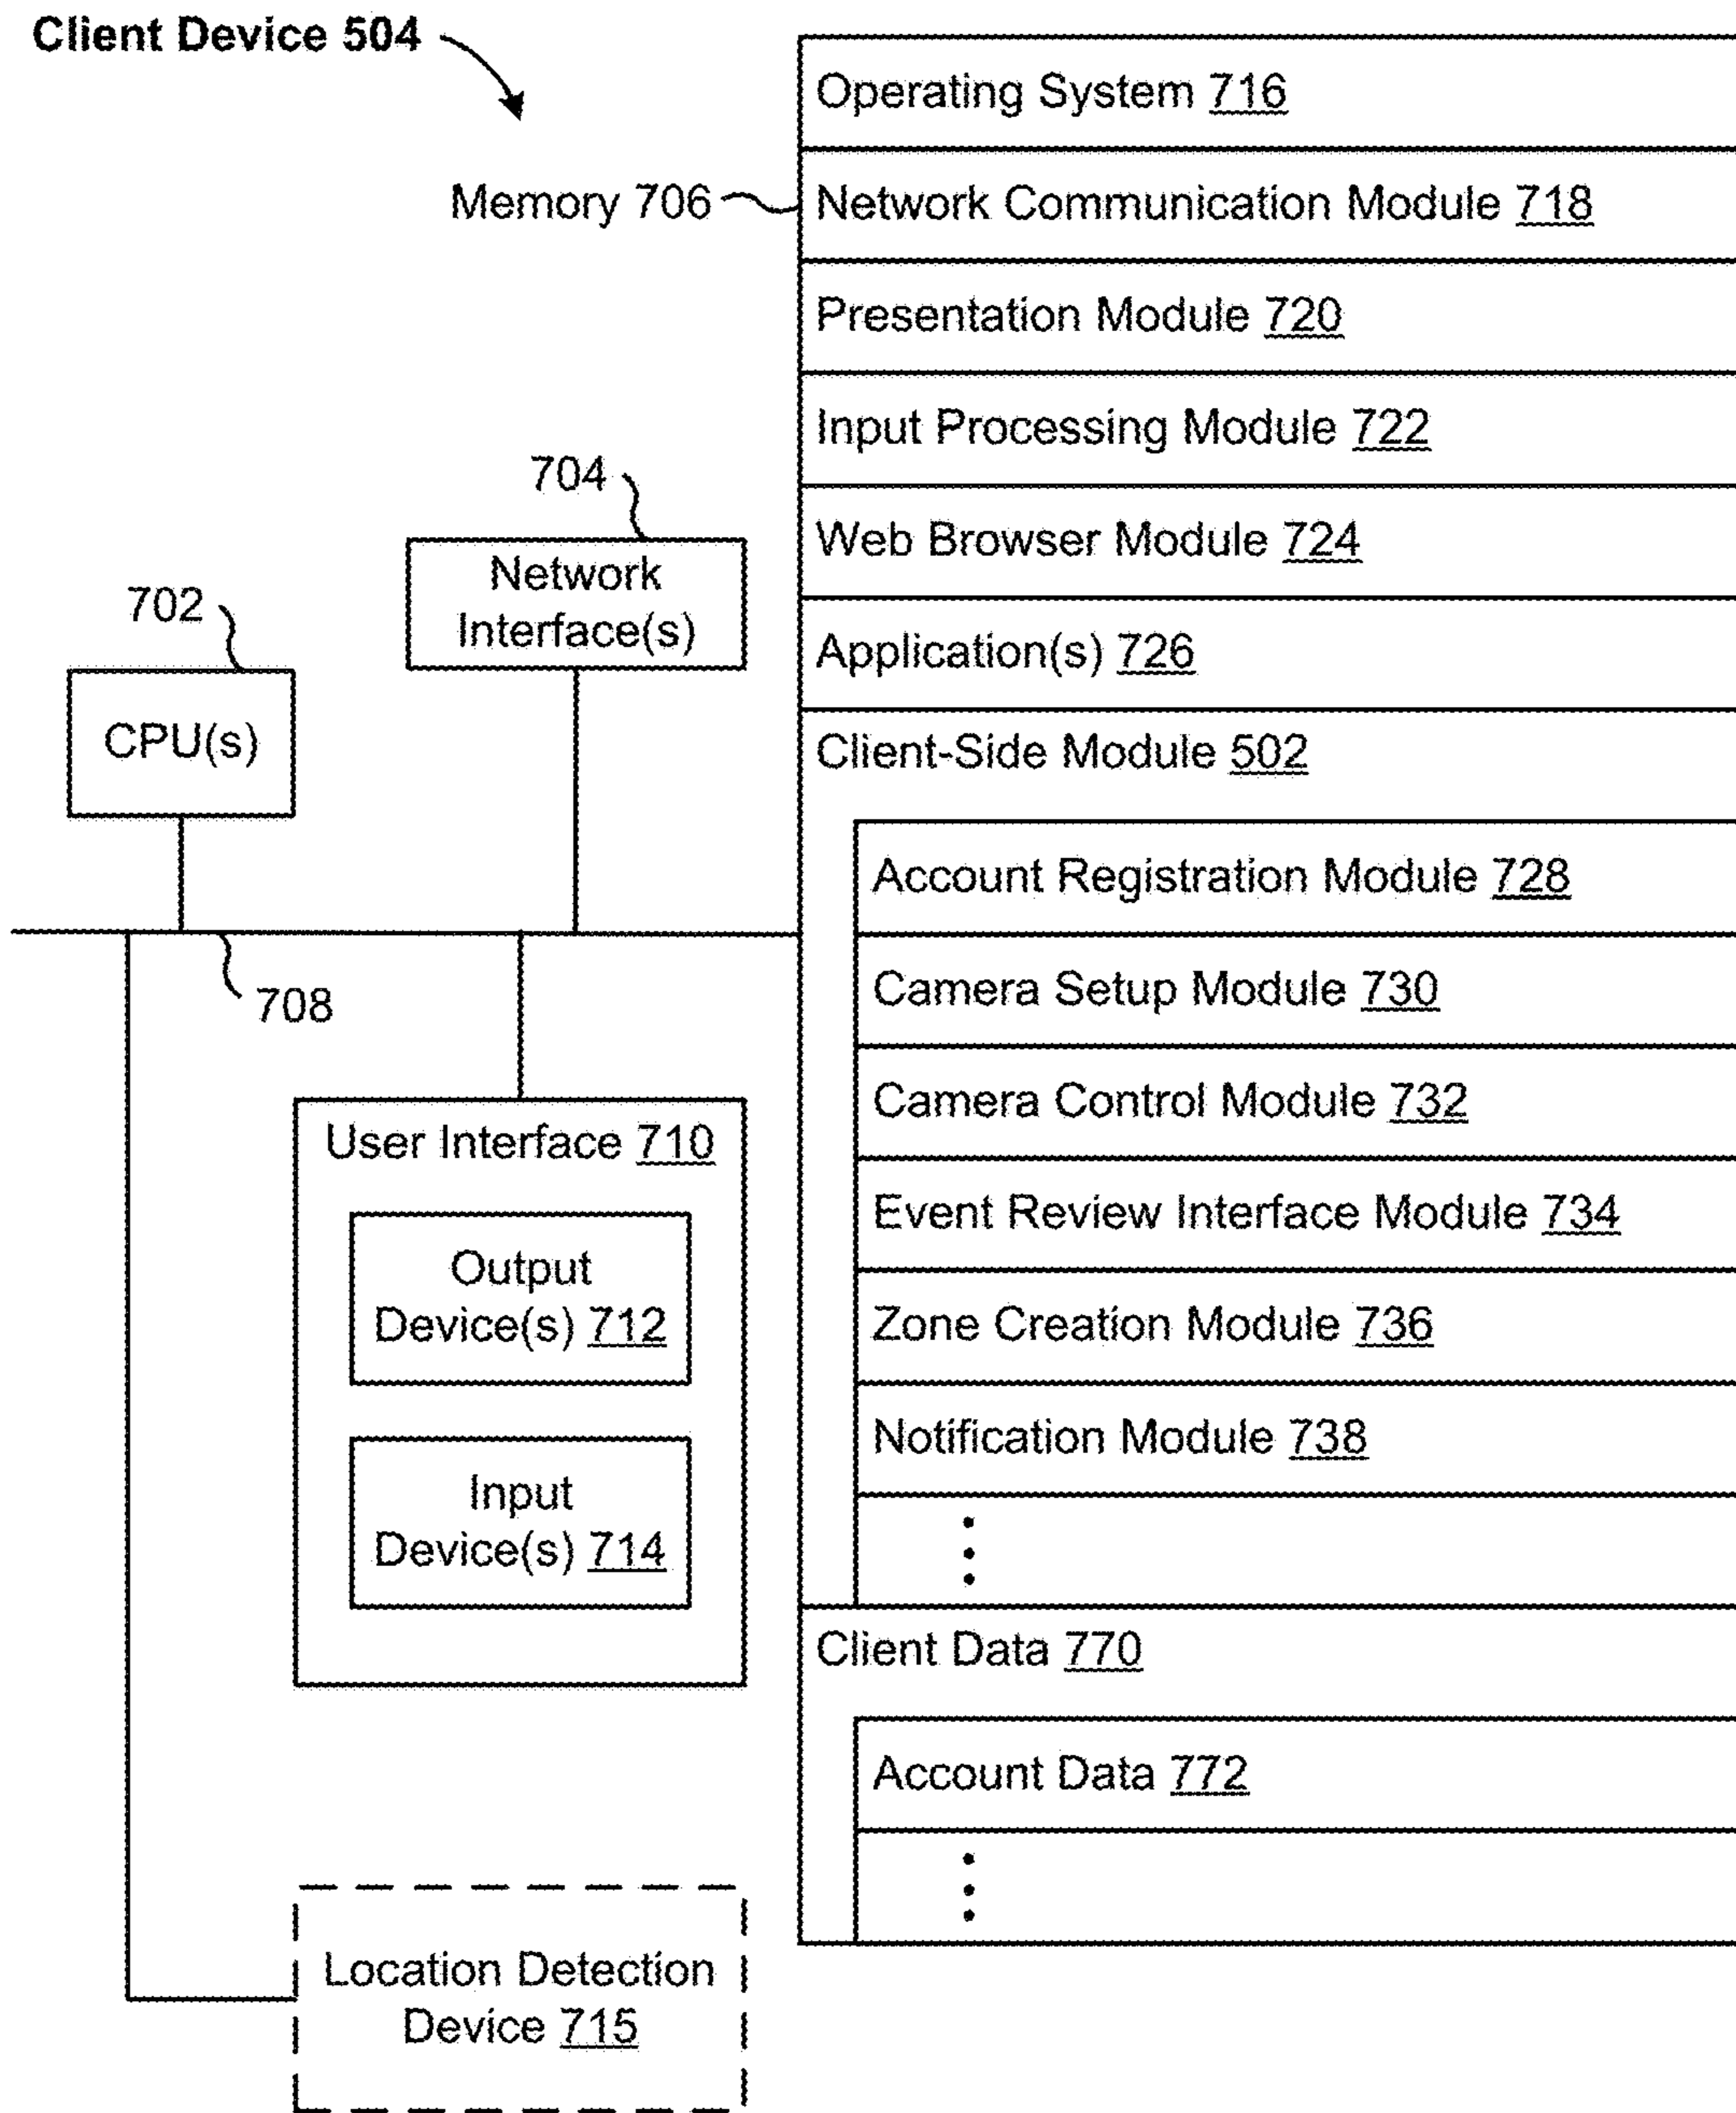 Client Device 504
Memory 706
Operating System 716
Network Communication Module 718
Presentation Module 720
Input Processing Module 722
Web Browser Module 724
Application(s) 726
Client-Side Module 502
Account Registration Module 728
Camera Setup Module 730
Camera Control Module 732
Event Review Interface Module 734
Zone Creation Module 736
Notification Module 738
Client Data 770
Account Data 772
704
Network
Interface(s)
702
CPU(s)
708
User Interface 710
Output
Device(s) 712
Input
Device(s) 714
Location Detection
Device 715